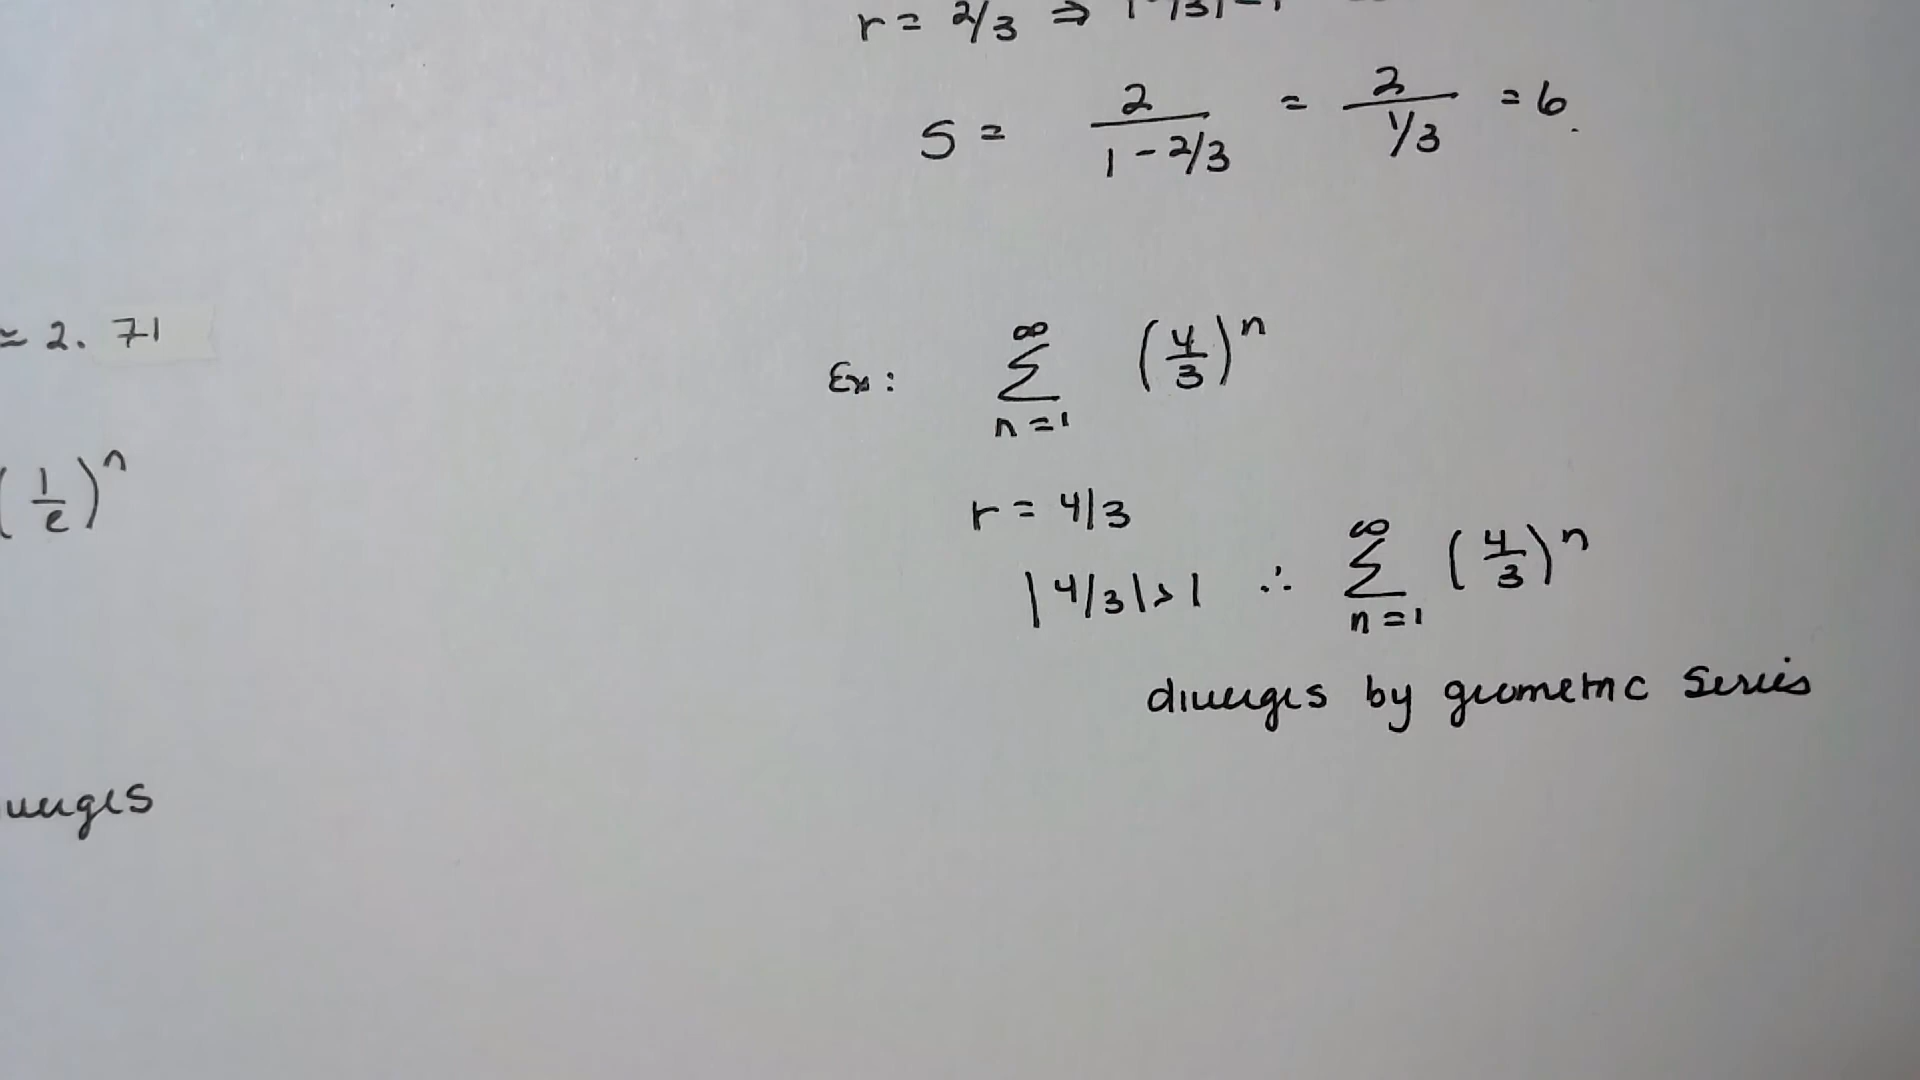 ≈ 2.71
(1/e)^n
r = 2/3 ⇒
S = 2/(1 - 2/3) = 2/(1/3) = 6.
Ex: ∑_{n=1}^{∞} (4/3)^n
r = 4/3
|4/3| > 1 ∴ ∑_{n=1}^{∞} (4/3)^n
diverges by geometric series